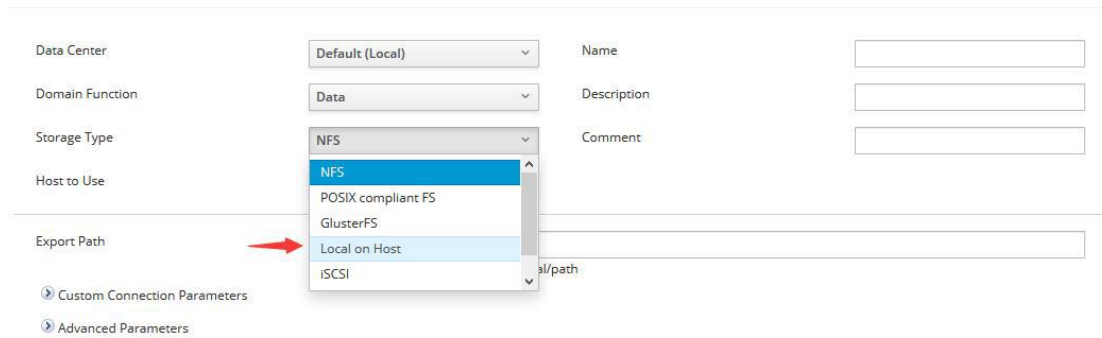 Data Center
Default (Local)
Name
Domain Function
Data
Description
Storage Type
NFS
Comment
NFS
Host to Use
POSIX compliant FS
GlusterFS
Export Path
Local on Host
iSCSI
al/path
Custom Connection Parameters
Advanced Parameters